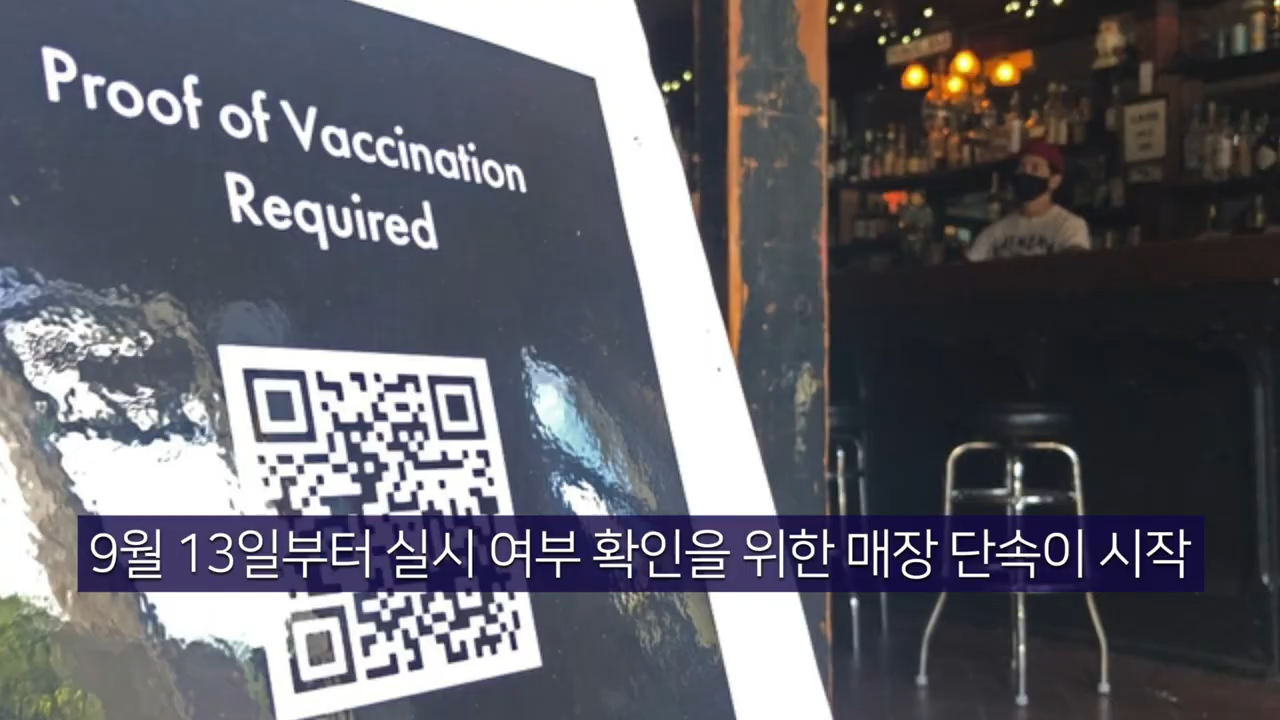 Proof of Vaccination
Required
9월 13일부터 실시 여부 확인을 위한 매장 단속이 시작